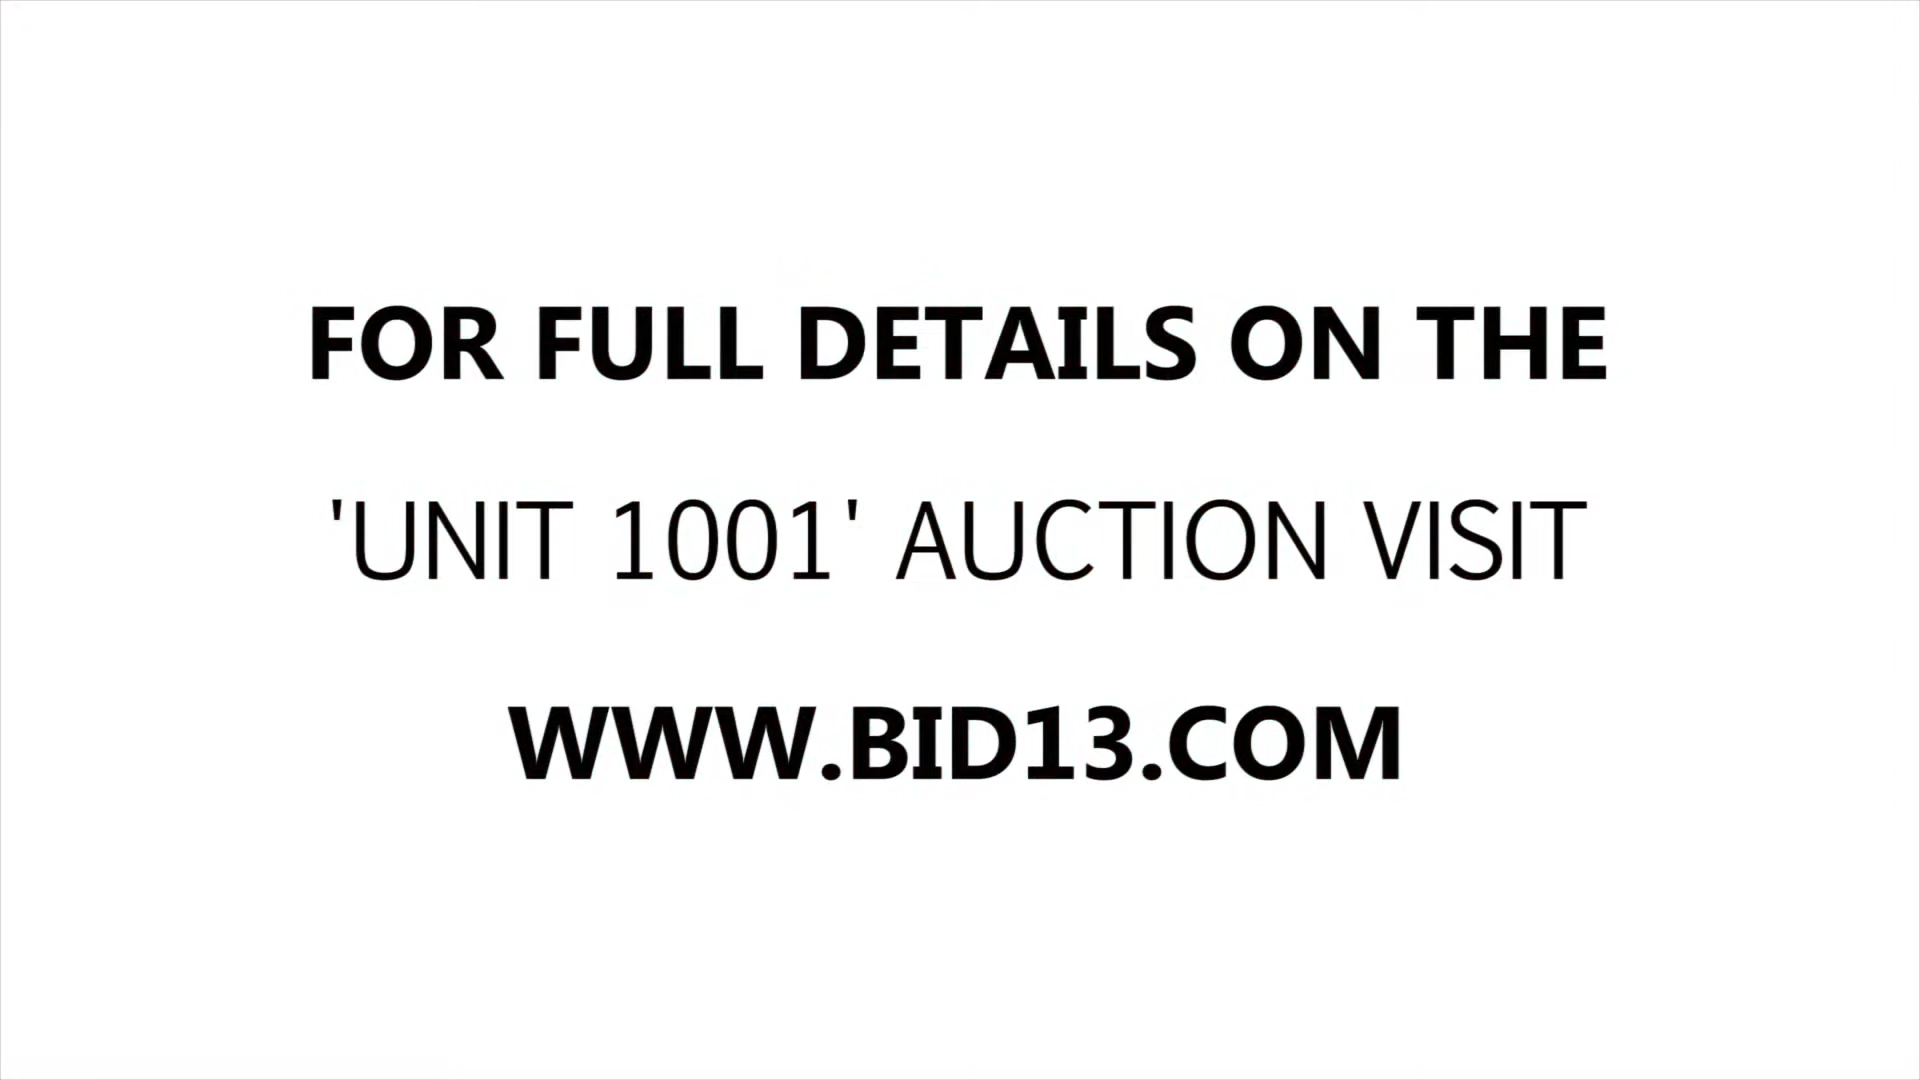 FOR FULL DETAILS ON THE
'UNIT 1001' AUCTION VISIT
WWW.BID13.COM